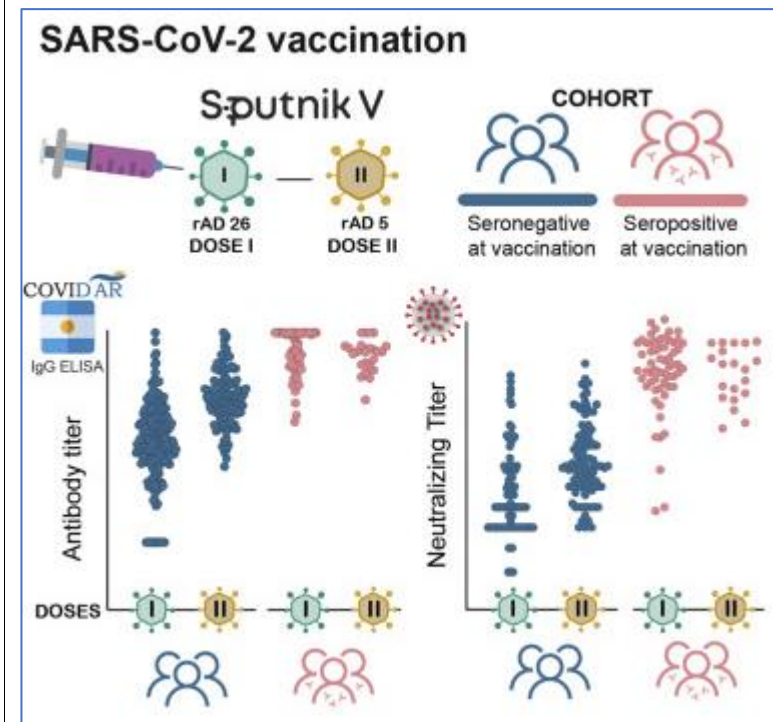 SARS-CoV-2 vaccination
Sputnik V
I
II
rAD 26
DOSE I
rAD 5
DOSE II
COHORT
Seronegative
at vaccination
Seropositive
at vaccination
COVIDAR
IgG ELISA
Antibody titer
Neutralizing Titer
DOSES
I
II
I
II
I
II
I
II